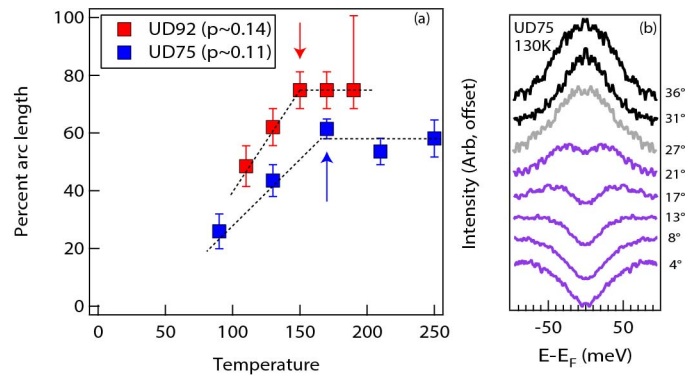 (a)
UD92 (p~0.14)
UD75 (p~0.11)
100
80
60
40
20
0
Percent arc length
0
50
100
150
200
250
Temperature
UD75
130K
(b)
Intensity (Arb, offset)
36°
31°
27°
21°
17°
13°
8°
4°
-50
50
E-EF (meV)